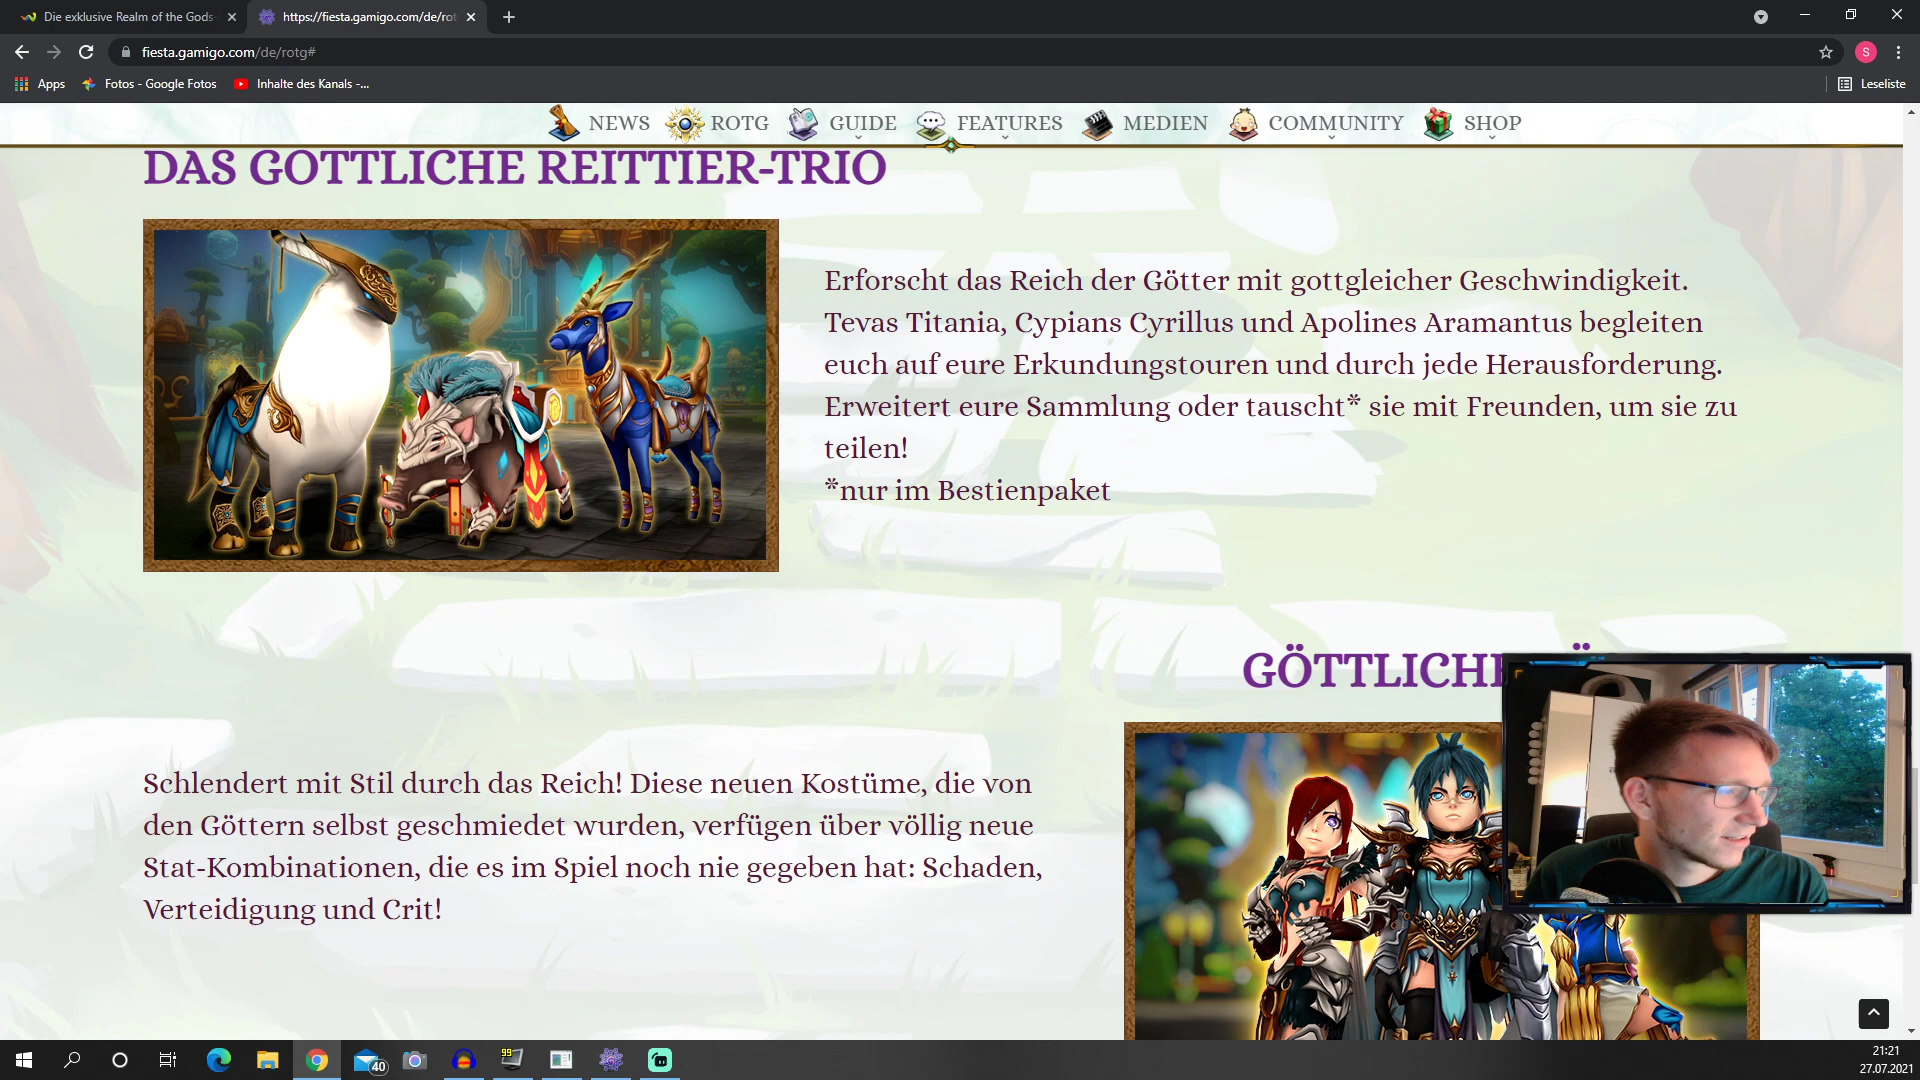 Die exklusive Realm of the Gods-
https://fiesta.gamigo.com/de/rot
fiesta.gamigo.com/de/rotg#
S
Apps
Fotos - Google Fotos
Inhalte des Kanals -...
Leseliste
NEWS
ROTG
GUIDE
FEATURES
MEDIEN
COMMUNITY
SHOP
DAS GÖTTLICHE REITTIER-TRIO
Erforscht das Reich der Götter mit gottgleicher Geschwindigkeit.
Tevas Titania, Cypians Cyrillus und Apolines Aramantus begleiten
euch auf eure Erkundungstouren und durch jede Herausforderung.
Erweitert eure Sammlung oder tauscht* sie mit Freunden, um sie zu
teilen!
*nur im Bestienpaket
GÖTTLICHE
Schlendert mit Stil durch das Reich! Diese neuen Kostüme, die von
den Göttern selbst geschmiedet wurden, verfügen über völlig neue
Stat-Kombinationen, die es im Spiel noch nie gegeben hat: Schaden,
Verteidigung und Crit!
40
99
21:21
27.07.2021